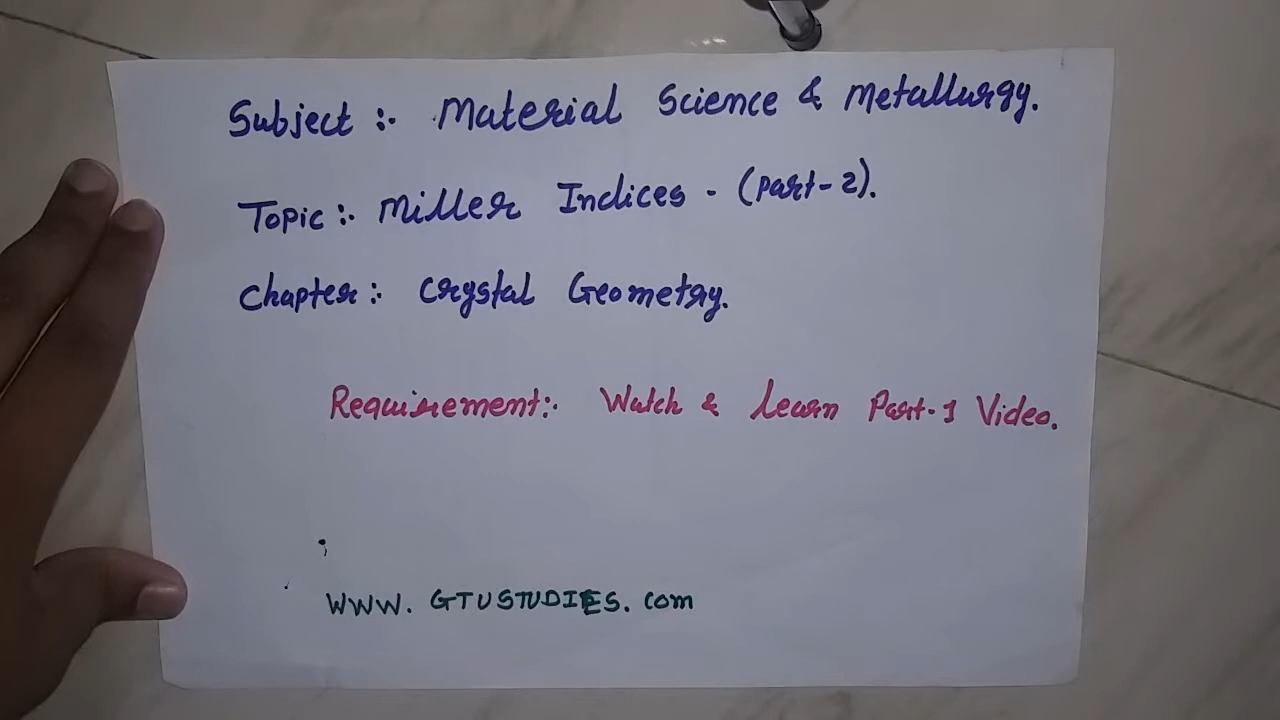 Subject :- Material Science & Metallurgy.
Topic :- Miller Indices - (Part-2).
Chapter :- Crystal Geometry.
Requirement :- Watch & Learn Part-1 Video.
WWW. GTUSTUDIES. com